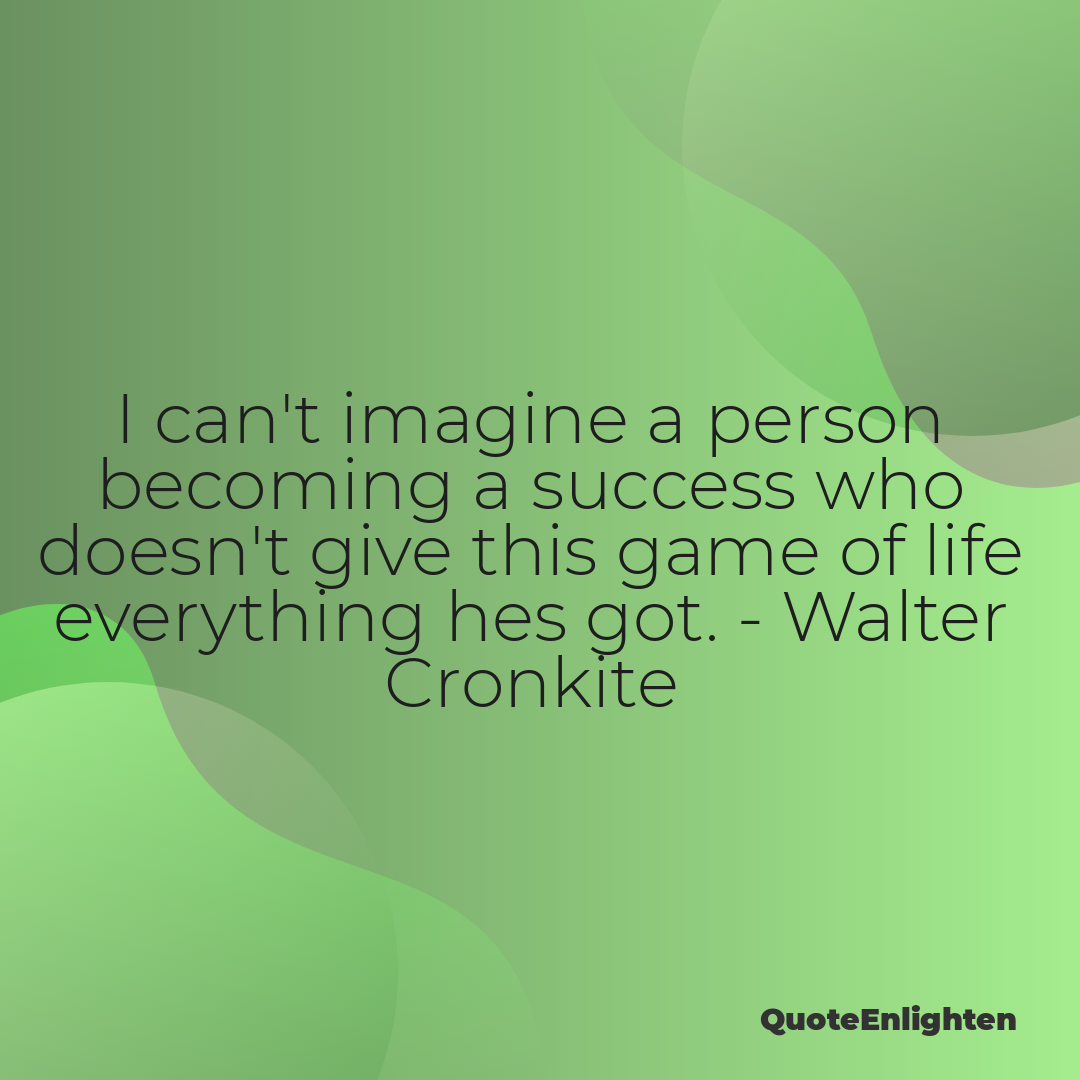 I can't imagine a person
becoming a success who
doesn't give this game of life
everything hes got. - Walter
Cronkite
QuoteEnlighten